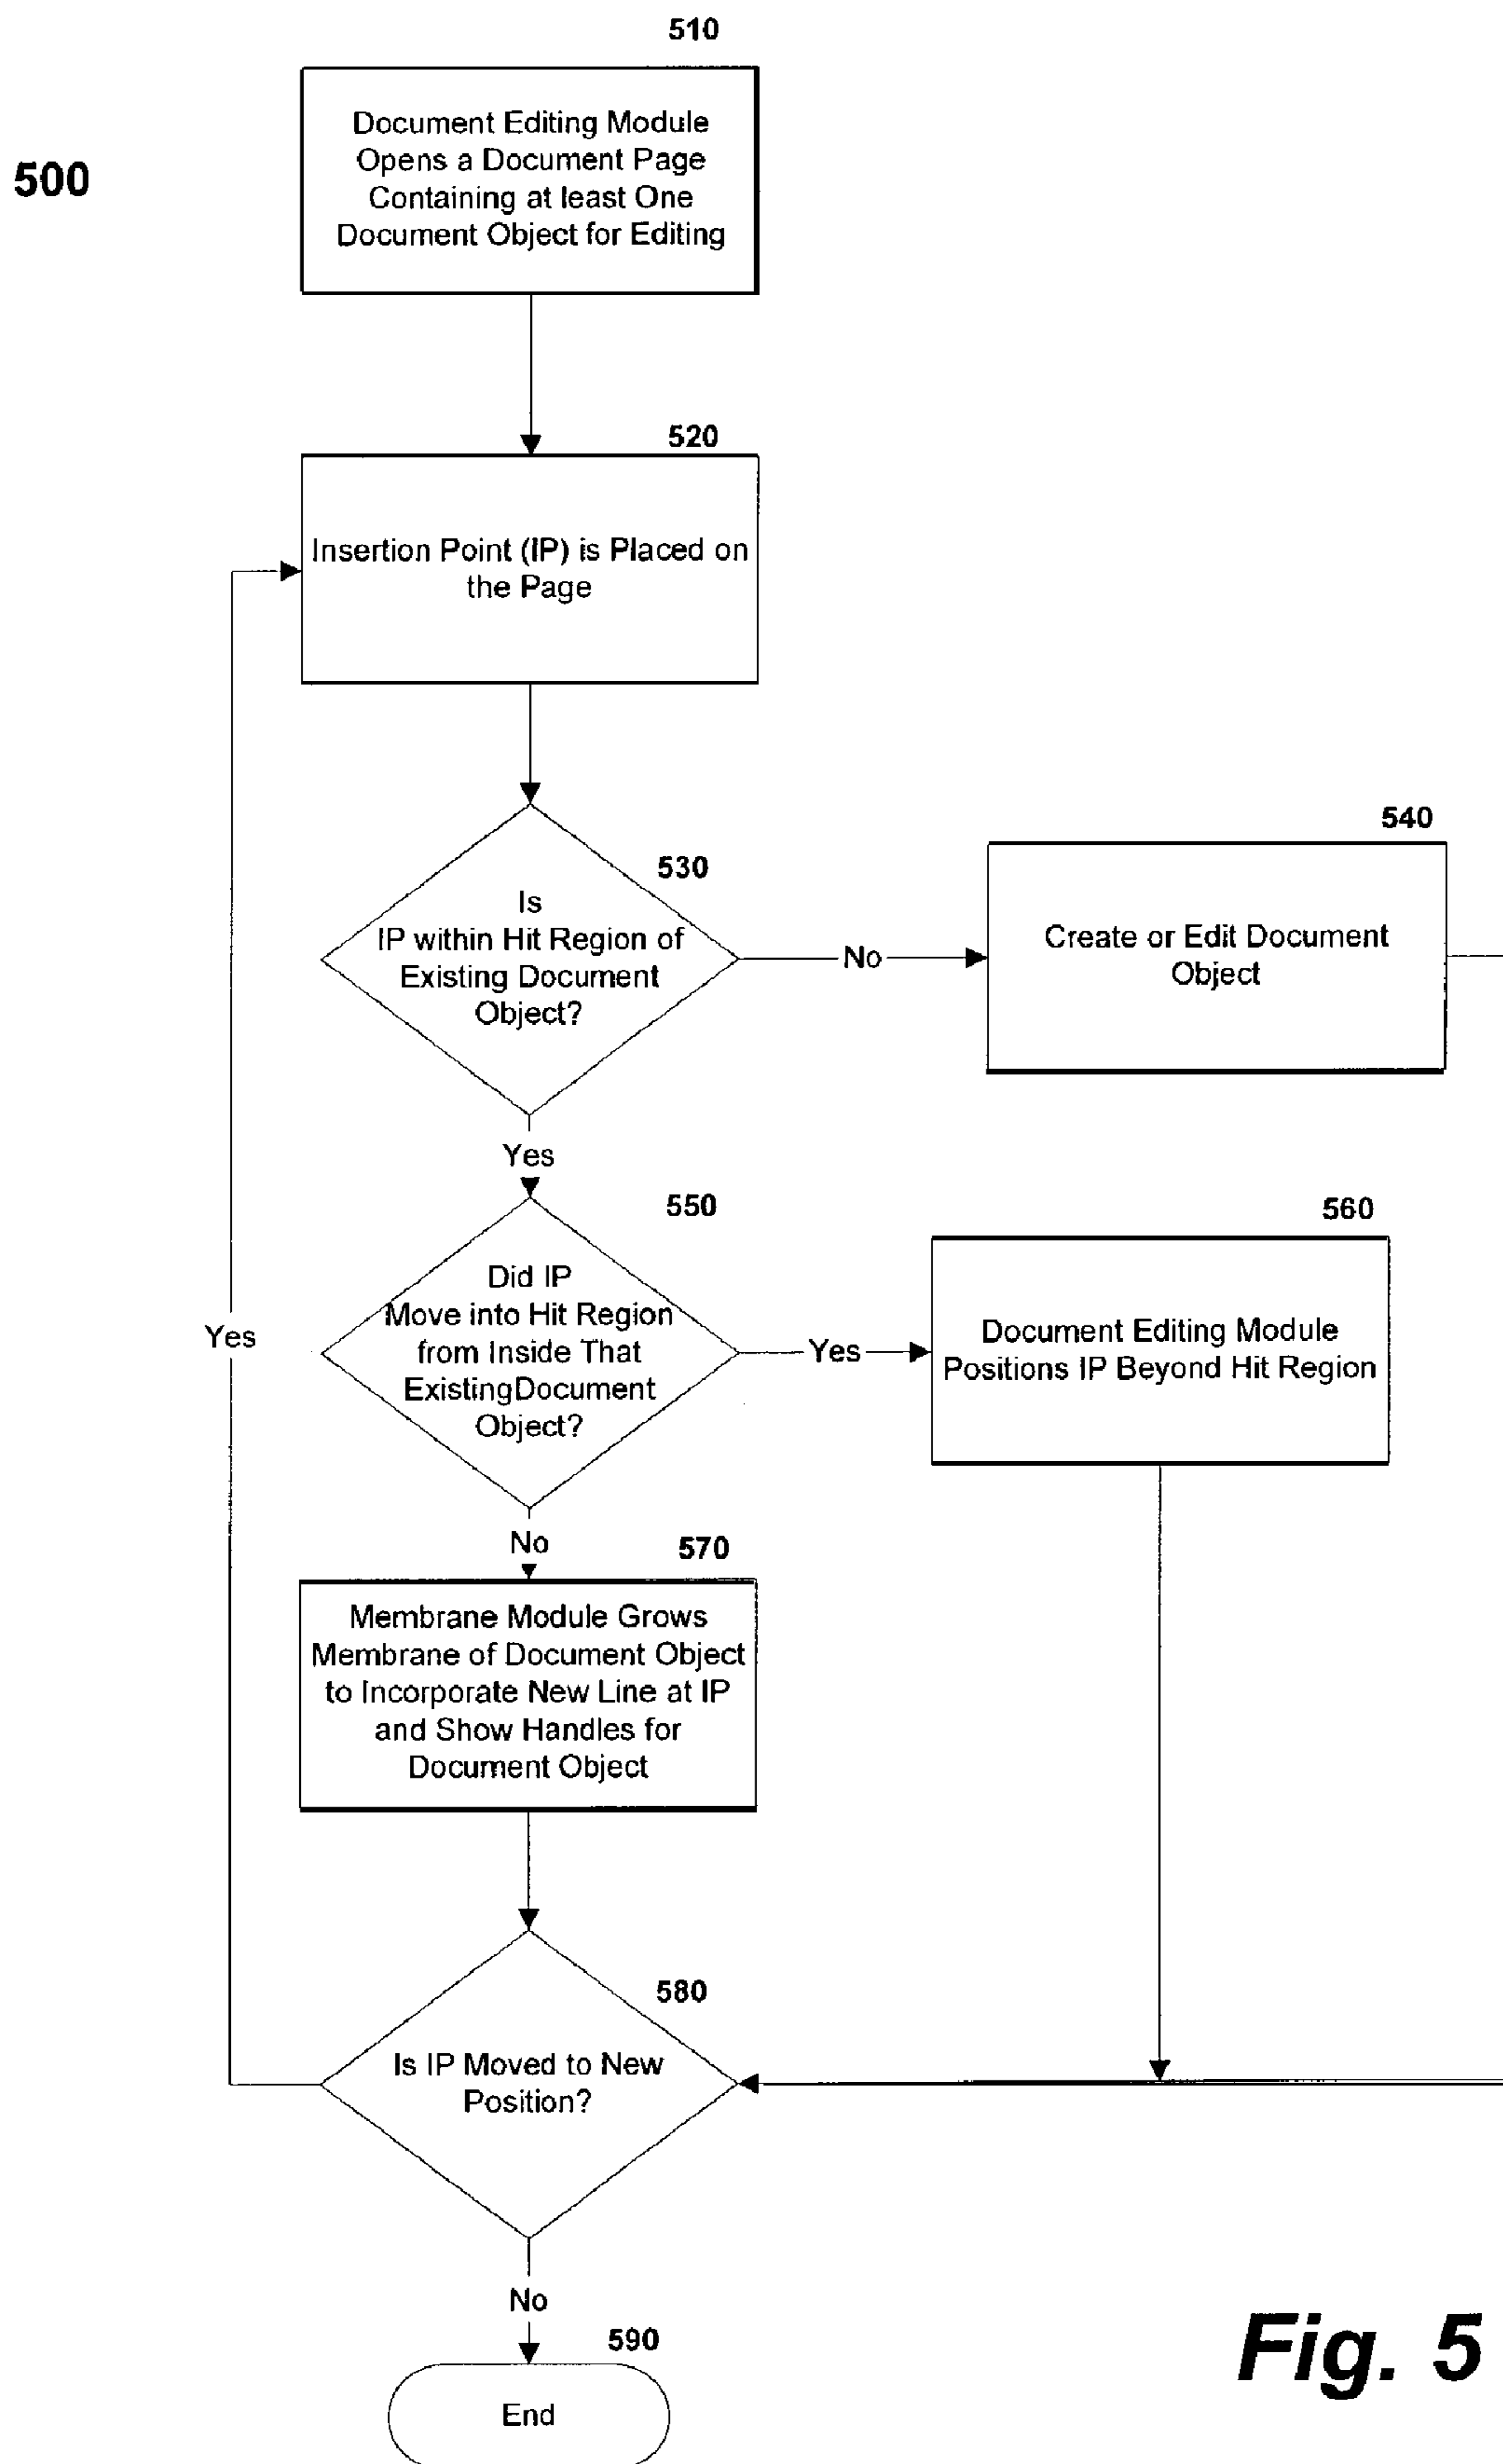 510
Document Editing Module
Opens a Document Page
Containing at least One
Document Object for Editing
500
520
Insertion Point (IP) is Placed on
the Page
530
Is
IP within Hit Region of
Existing Document
Object?
No
540
Create or Edit Document
Object
Yes
550
Did IP
Move into Hit Region
from Inside That
ExistingDocument
Object?
Yes
560
Document Editing Module
Positions IP Beyond Hit Region
Yes
No
570
Membrane Module Grows
Membrane of Document Object
to Incorporate New Line at IP
and Show Handles for
Document Object
580
Is IP Moved to New
Position?
No
590
End
Fig. 5